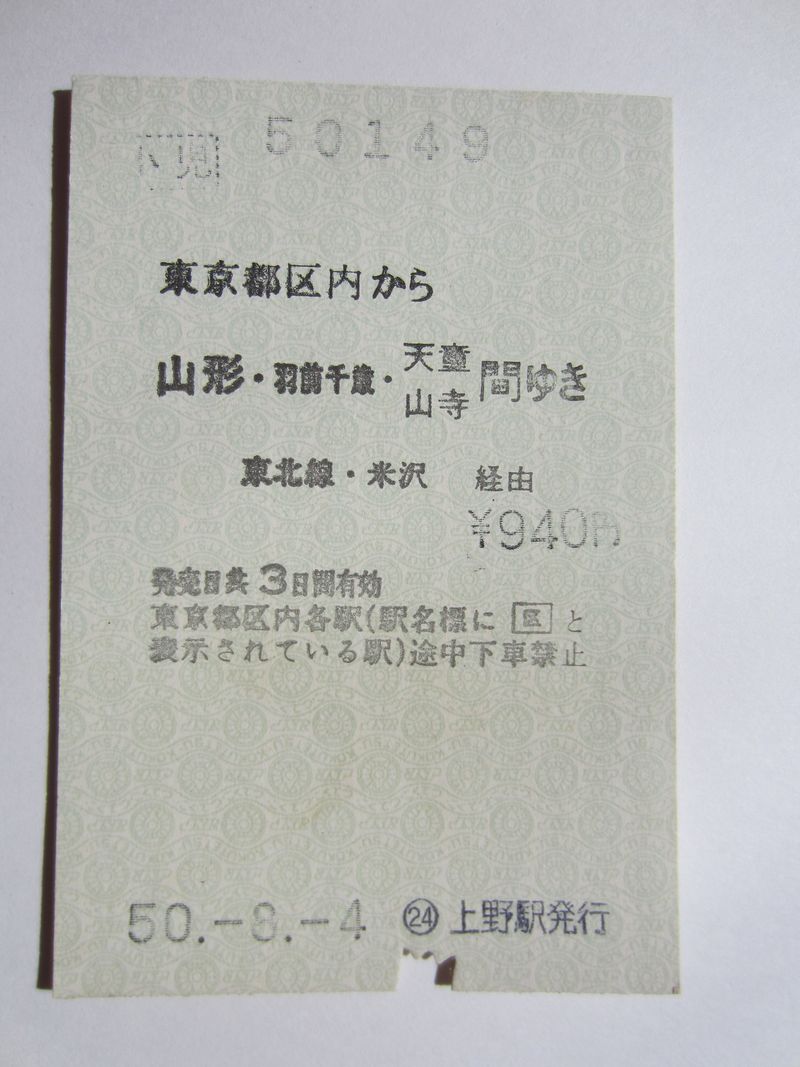 小児 50149
東京都区内から
山形・羽前千歳・天童 山寺 間ゆき
東北線・米沢 経由
¥940円
発売日共3日間有効
東京都区内各駅(駅名標に 区 と
表示されている駅)途中下車禁止
50.-8.-4 ㉔ 上野駅発行